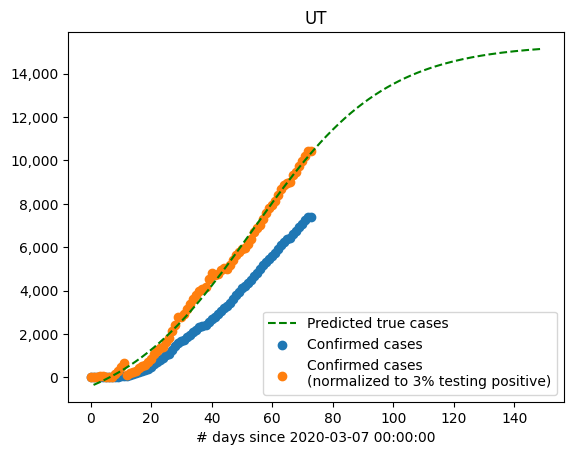 UT
14,000
12,000
10,000
8,000
6,000
4,000
2,000
0
Predicted true cases
Confirmed cases
Confirmed cases
(normalized to 3% testing positive)
0 20 40 60 80 100 120 140
# days since 2020-03-07 00:00:00